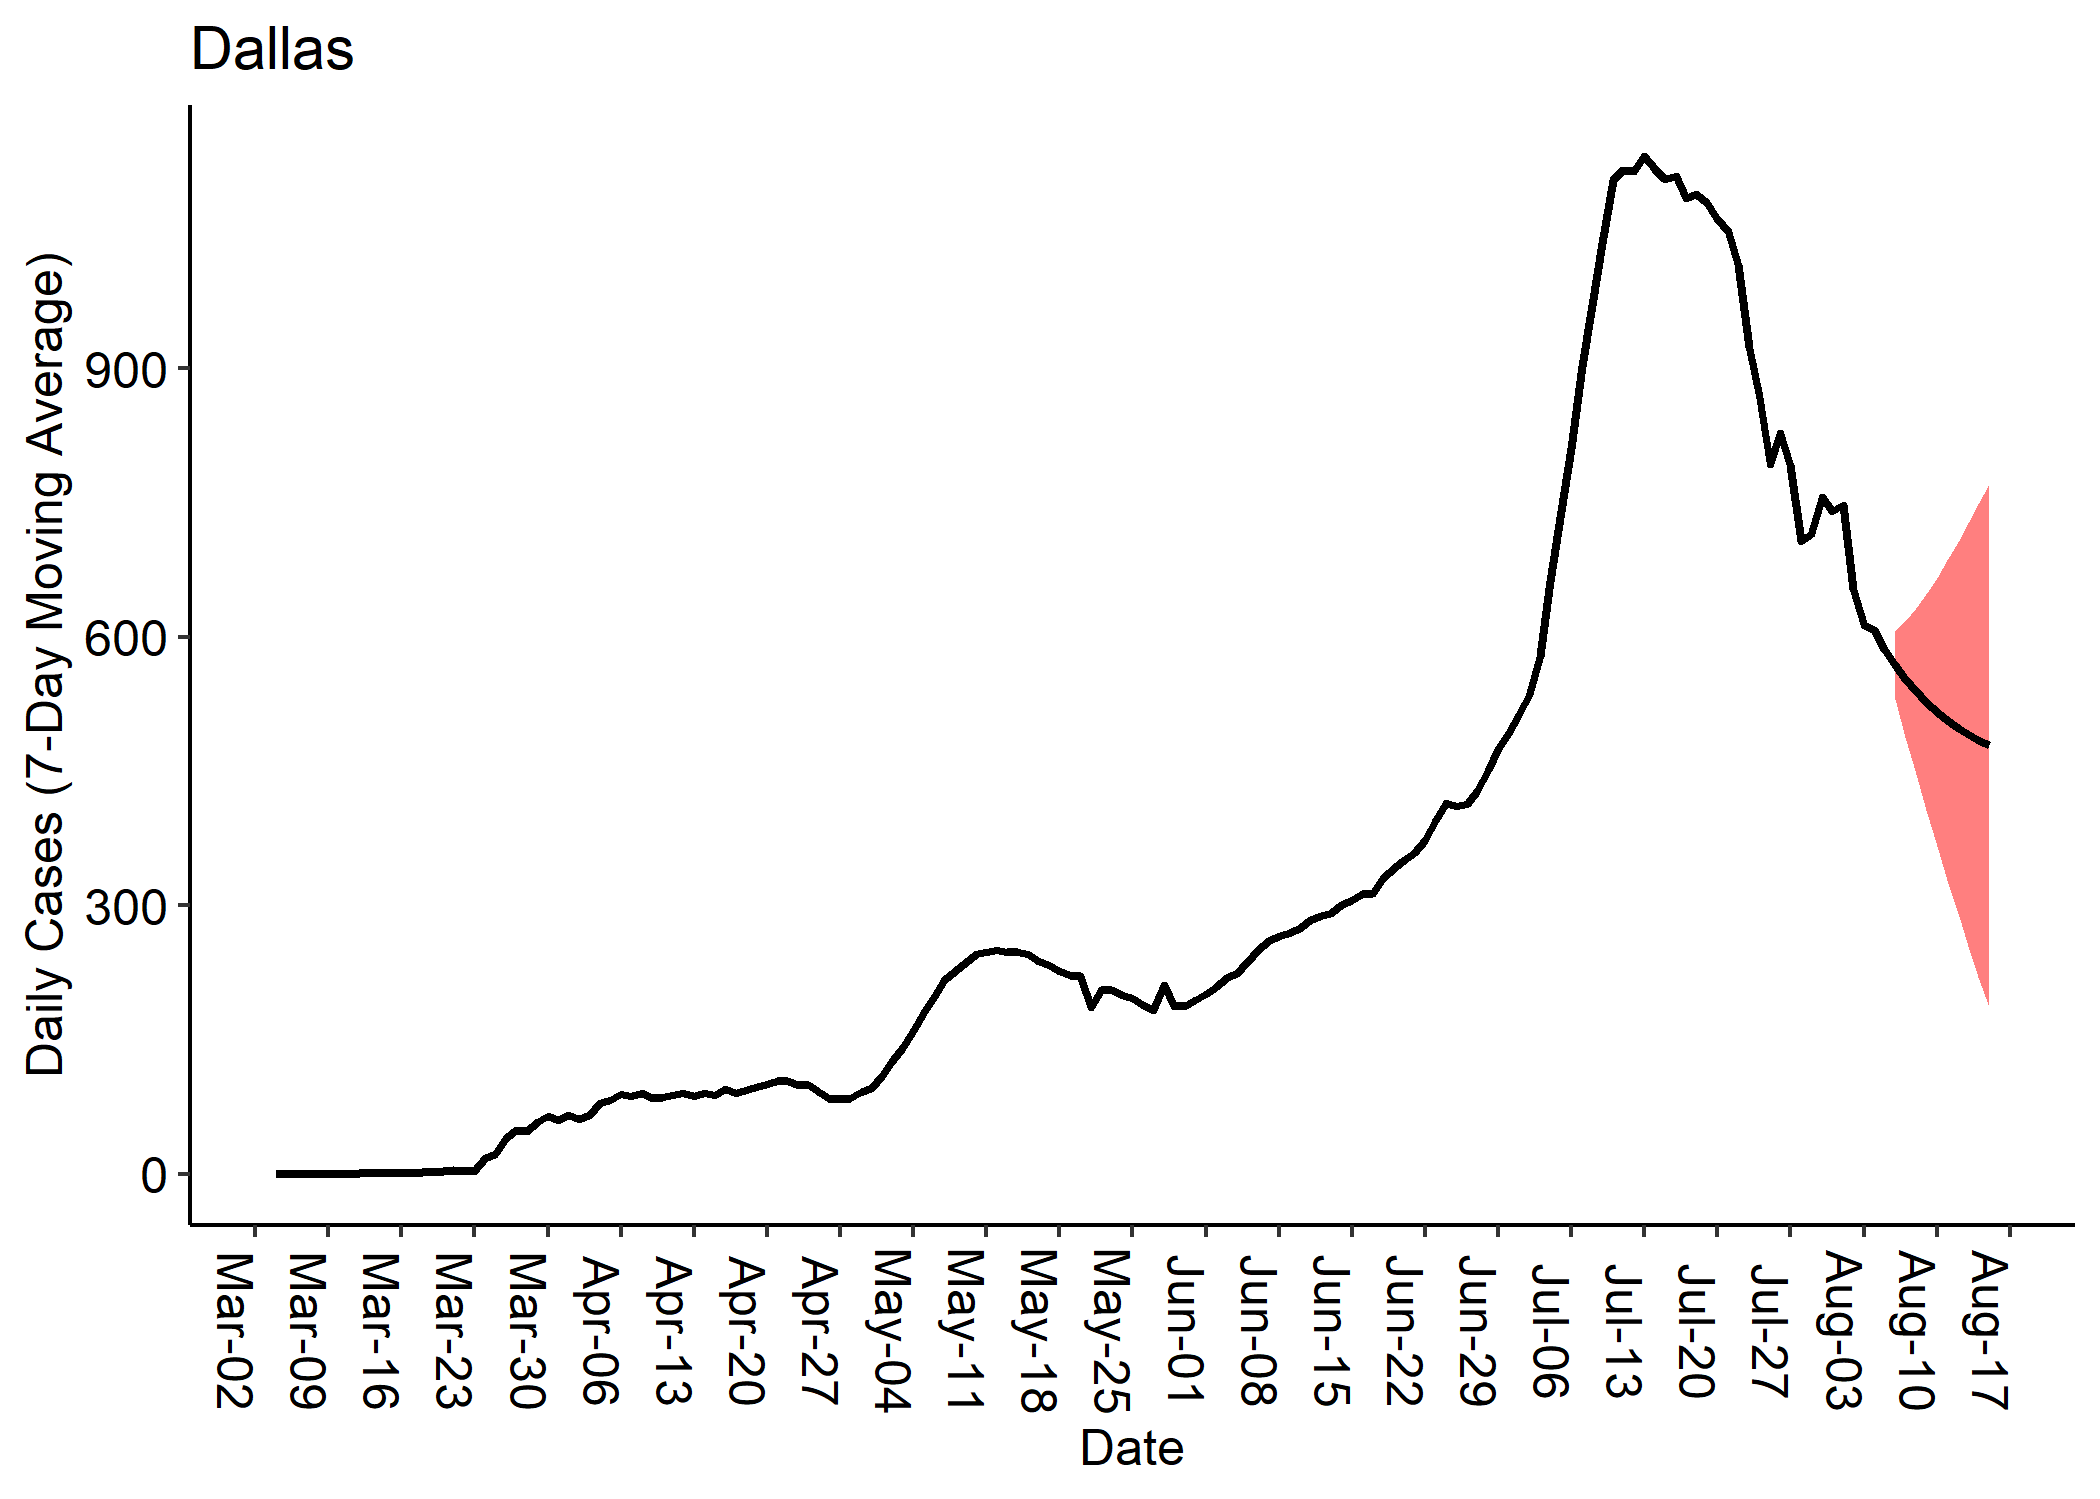 Dallas
Daily Cases (7-Day Moving Average)
900
600
300
0
Mar-02
Mar-09
Mar-16
Mar-23
Mar-30
Apr-06
Apr-13
Apr-20
Apr-27
May-04
May-11
May-18
May-25
Jun-01
Jun-08
Jun-15
Jun-22
Jun-29
Jul-06
Jul-13
Jul-20
Jul-27
Aug-03
Aug-10
Aug-17
Date